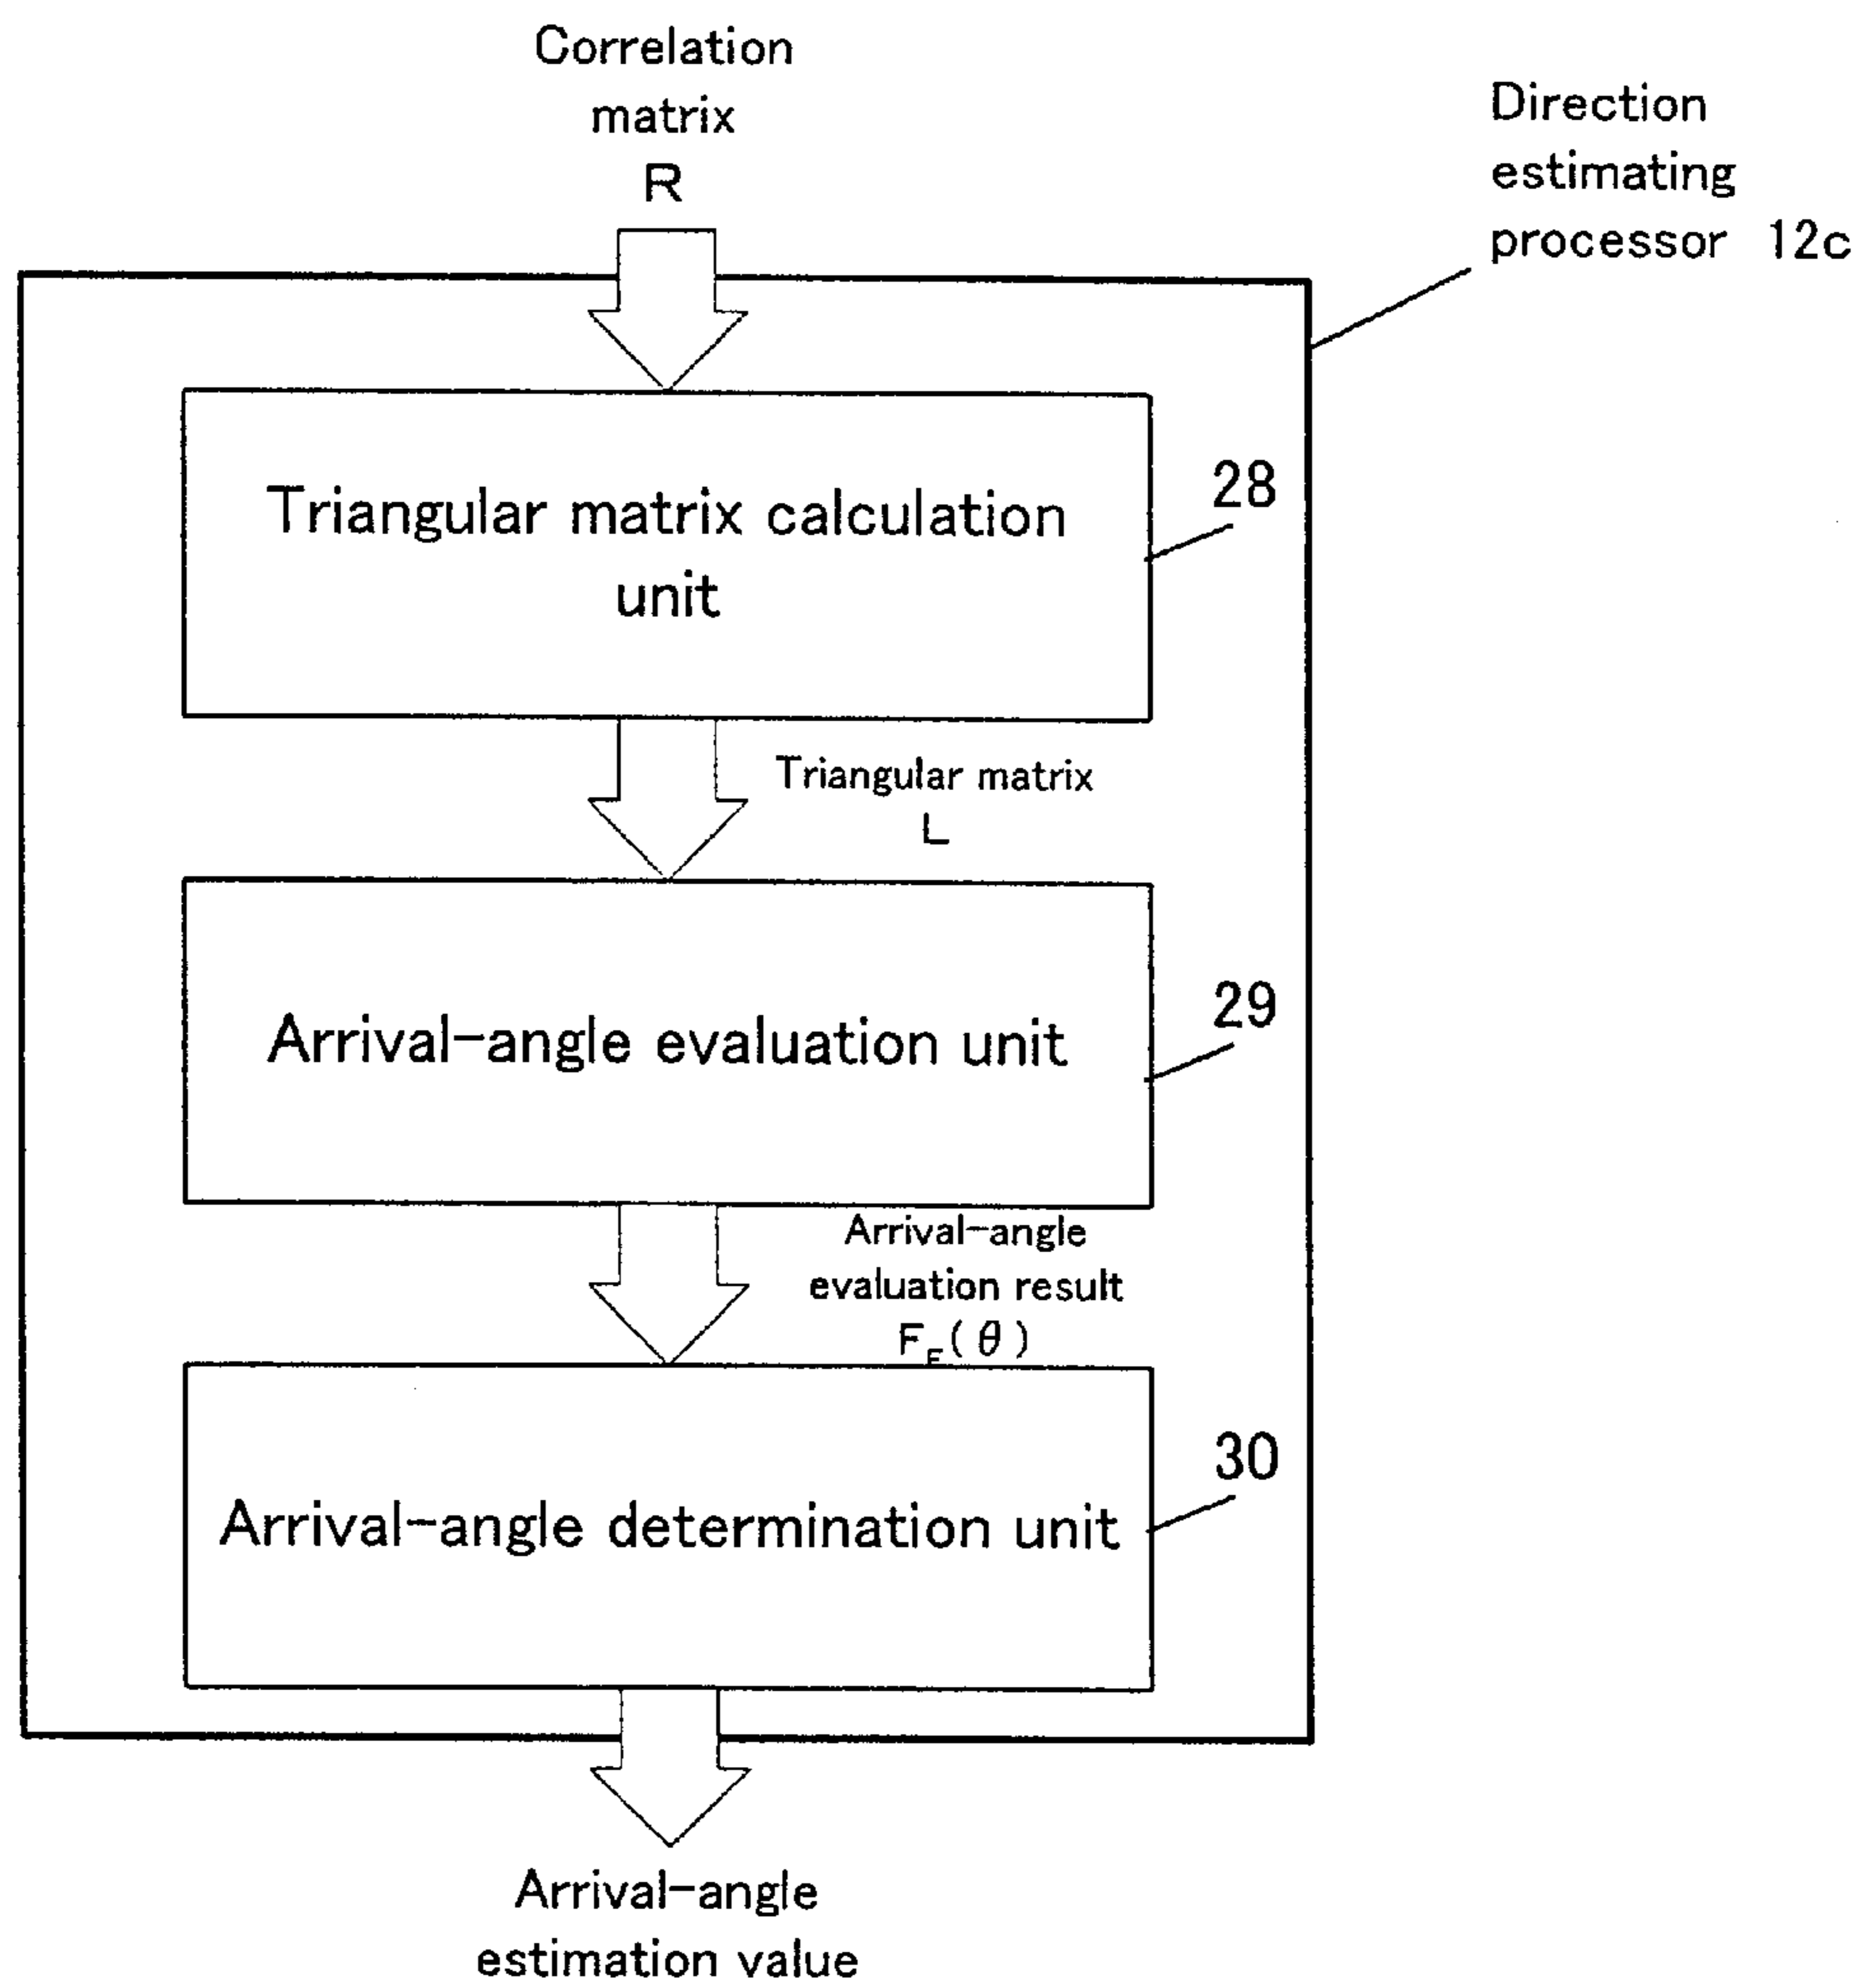 Correlation
matrix
R
Direction
estimating
processor 12c
Triangular matrix calculation
unit
28
Triangular matrix
L
Arrival-angle evaluation unit
29
Arrival-angle
evaluation result
F_E(θ)
Arrival-angle determination unit
30
Arrival-angle
estimation value